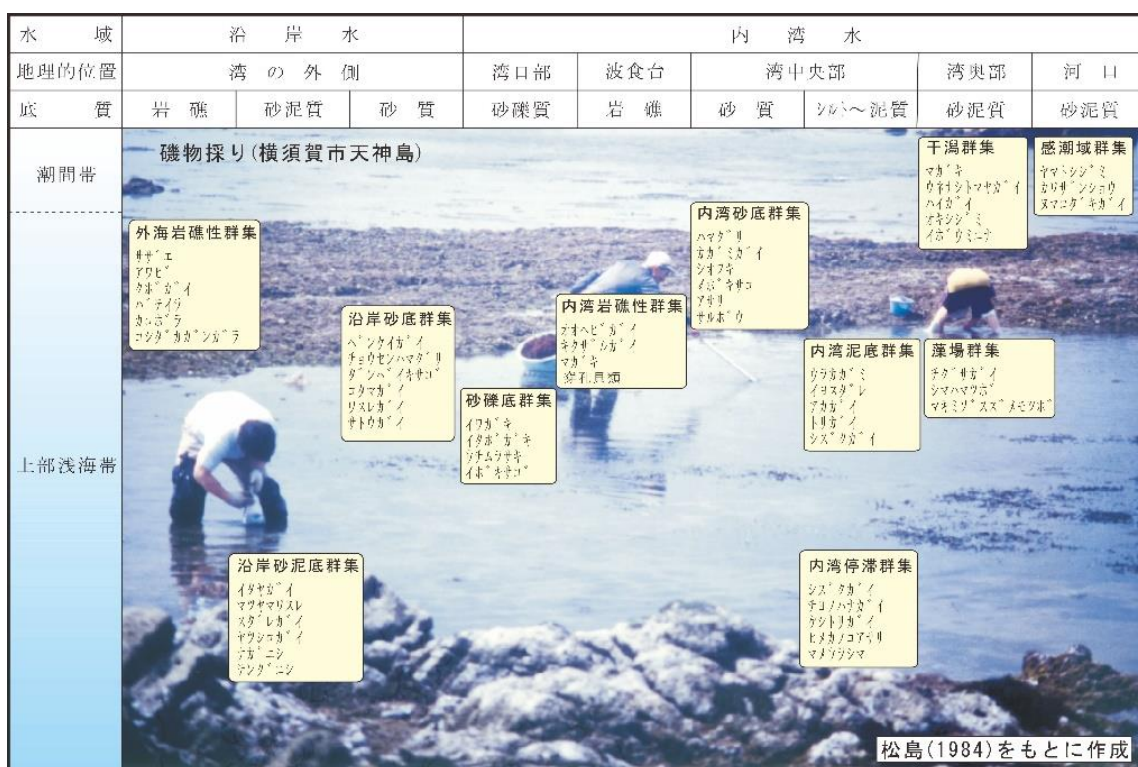 水域 沿岸水 内湾水
地理的位置 湾の外側 湾口部 波食台 湾中央部 湾奥部 河口
底質 岩礁 砂泥質 砂質 砂礫質 岩礁 砂質 シルト～泥質 砂泥質 砂泥質
磯物採り(横須賀市天神島)
潮間帯
上部浅海帯
外海岩礁性群集
サザエ
アワビ
クボガイ
バテイラ
カコボラ
コシダカガンガラ
沿岸砂泥底群集
イタヤガイ
マツヤマワスレ
スダレガイ
ヤツシロガイ
ナガニシ
テングニシ
沿岸砂底群集
ベンケイガイ
チョウセンハマグリ
ダンベイキサゴ
コタマガイ
ワスレガイ
サトウガイ
砂礫底群集
イワガキ
イタボガキ
ウチムラサキ
イボキサゴ
内湾岩礁性群集
オオヘビガイ
キクザルガイ
マガキ
穿孔貝類
内湾砂底群集
ハマグリ
カガミガイ
シオフキ
イボキサゴ
アサリ
サルボウ
内湾泥底群集
ウラカガミ
イヨスダレ
アカガイ
トリガイ
シズクガイ
内湾停滞群集
シズクガイ
チヨノハナガイ
ケシトリガイ
ヒメカノコアサリ
マメウラシマ
干潟群集
マガキ
ウネナシトマヤガイ
ハイガイ
オキシジミ
イボウミニナ
藻場群集
チグサガイ
シマハマツボ
マキミゾスズメモツボ
感潮域群集
ヤマトシジミ
カワザンショウ
ヌマコダキガイ
松島(1984)をもとに作成